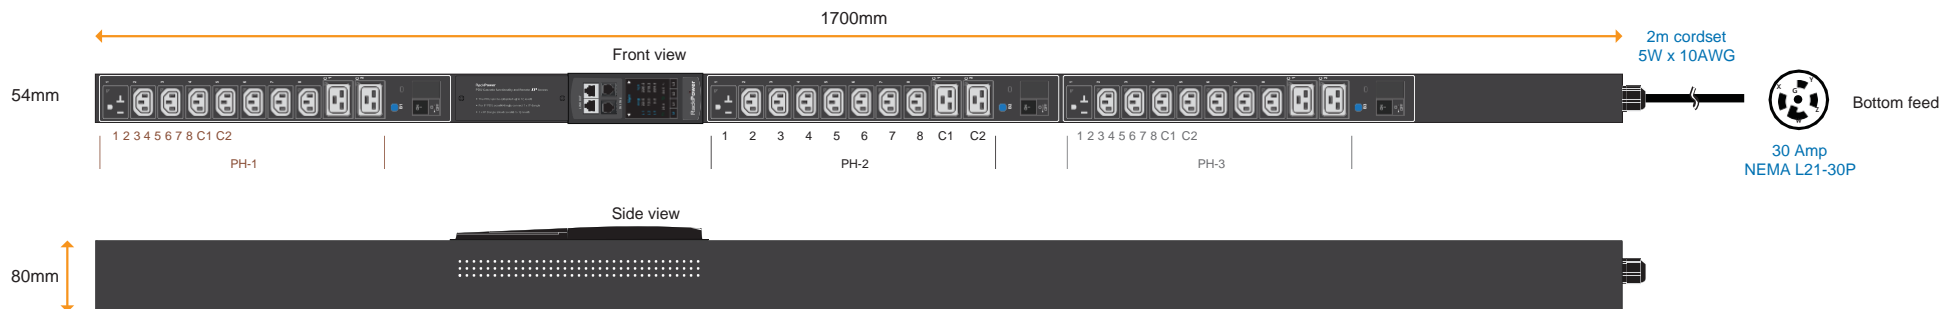 1700mm
Front view
2m cordset
5W x 10AWG
54mm
RackPower
RackPower
X
Y
G
Z
W
Bottom feed
1 2 3 4 5 6 7 8 C1 C2
PH-1
1 2 3 4 5 6 7 8 C1 C2
PH-2
1 2 3 4 5 6 7 8 C1 C2
PH-3
30 Amp
NEMA L21-30P
Side view
80mm